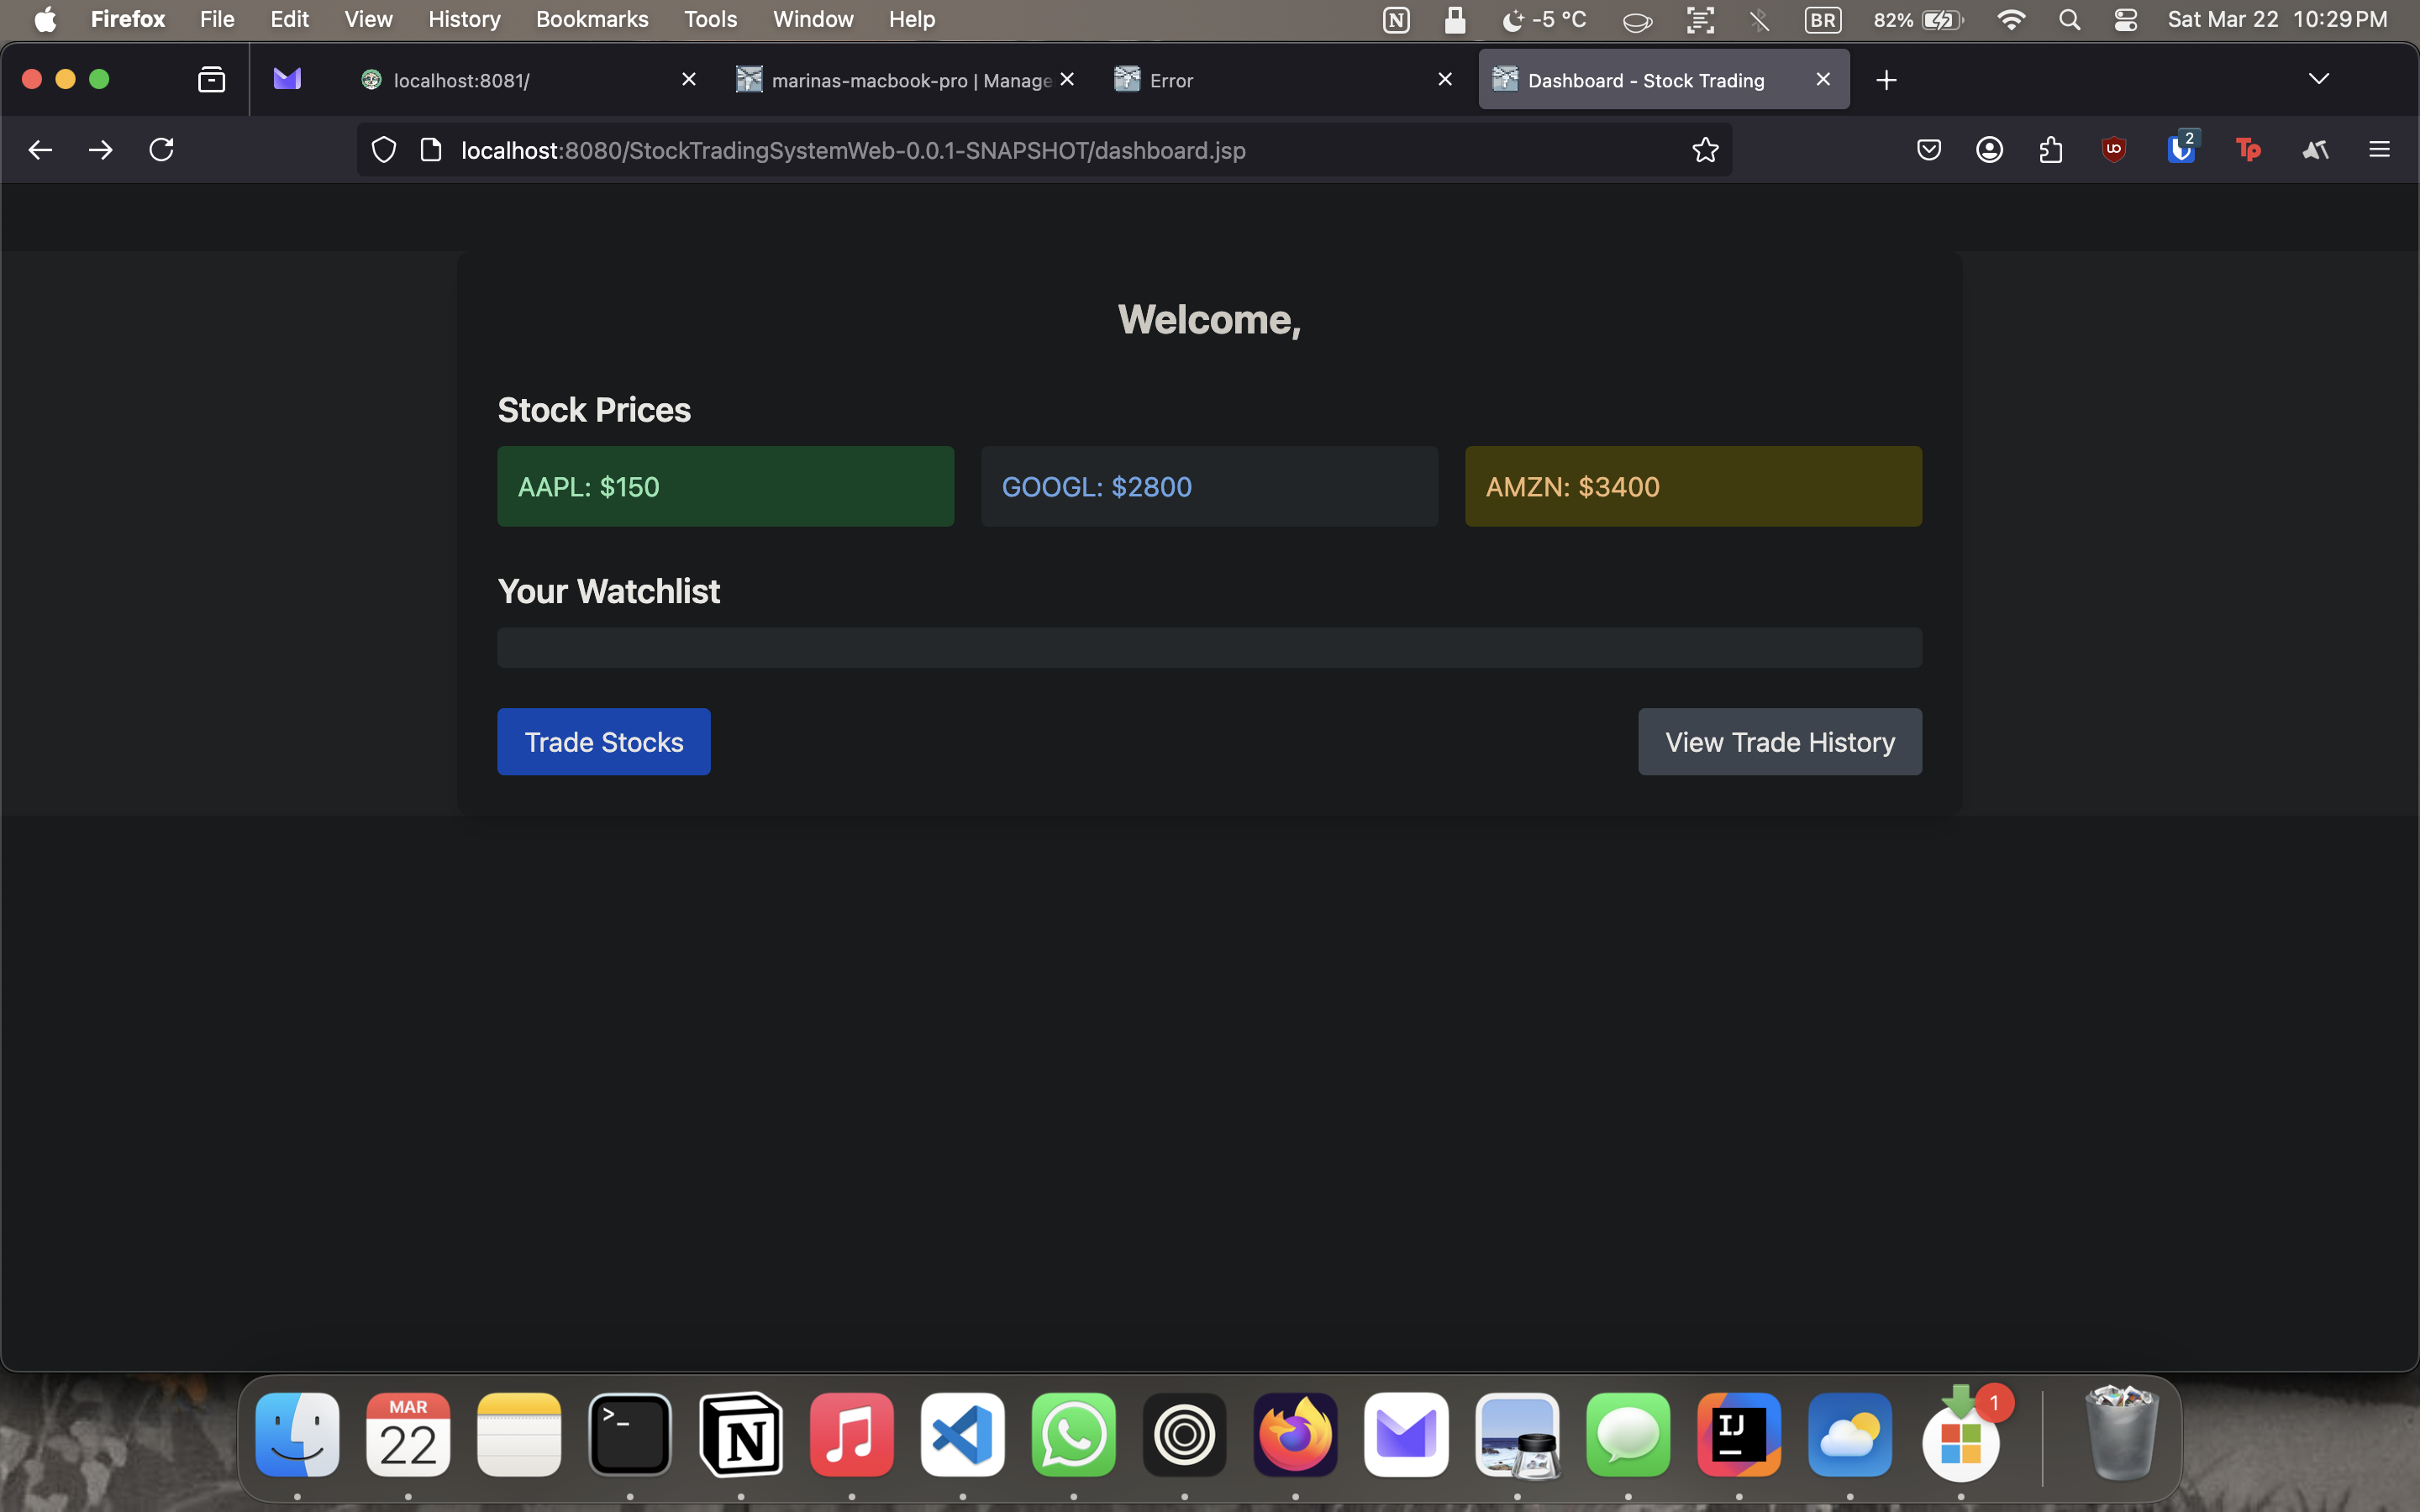 Firefox File Edit View History Bookmarks Tools Window Help N -5 °C BR 82% Sat Mar 22 10:29 PM
localhost:8081/ marinas-macbook-pro | Manage Error Dashboard - Stock Trading
localhost:8080/StockTradingSystemWeb-0.0.1-SNAPSHOT/dashboard.jsp UD 2 Tp
Welcome,
Stock Prices
AAPL: $150 GOOGL: $2800 AMZN: $3400
Your Watchlist
Trade Stocks View Trade History
MAR 1
22 >_ N IJ